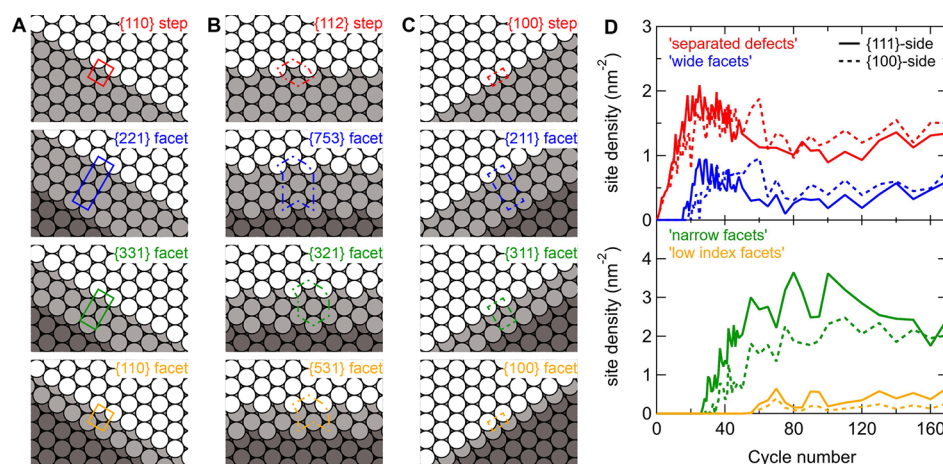 A
{110} step
{221} facet
{331} facet
{110} facet
B
{112} step
{753} facet
{321} facet
{531} facet
C
{100} step
{211} facet
{311} facet
{100} facet
D
3
2
1
0
site density (nm-2)
'separated defects'
'wide facets'
{111}-side
{100}-side
4
3
2
1
0
site density (nm-2)
'narrow facets'
'low index facets'
0 40 80 120 160
Cycle number